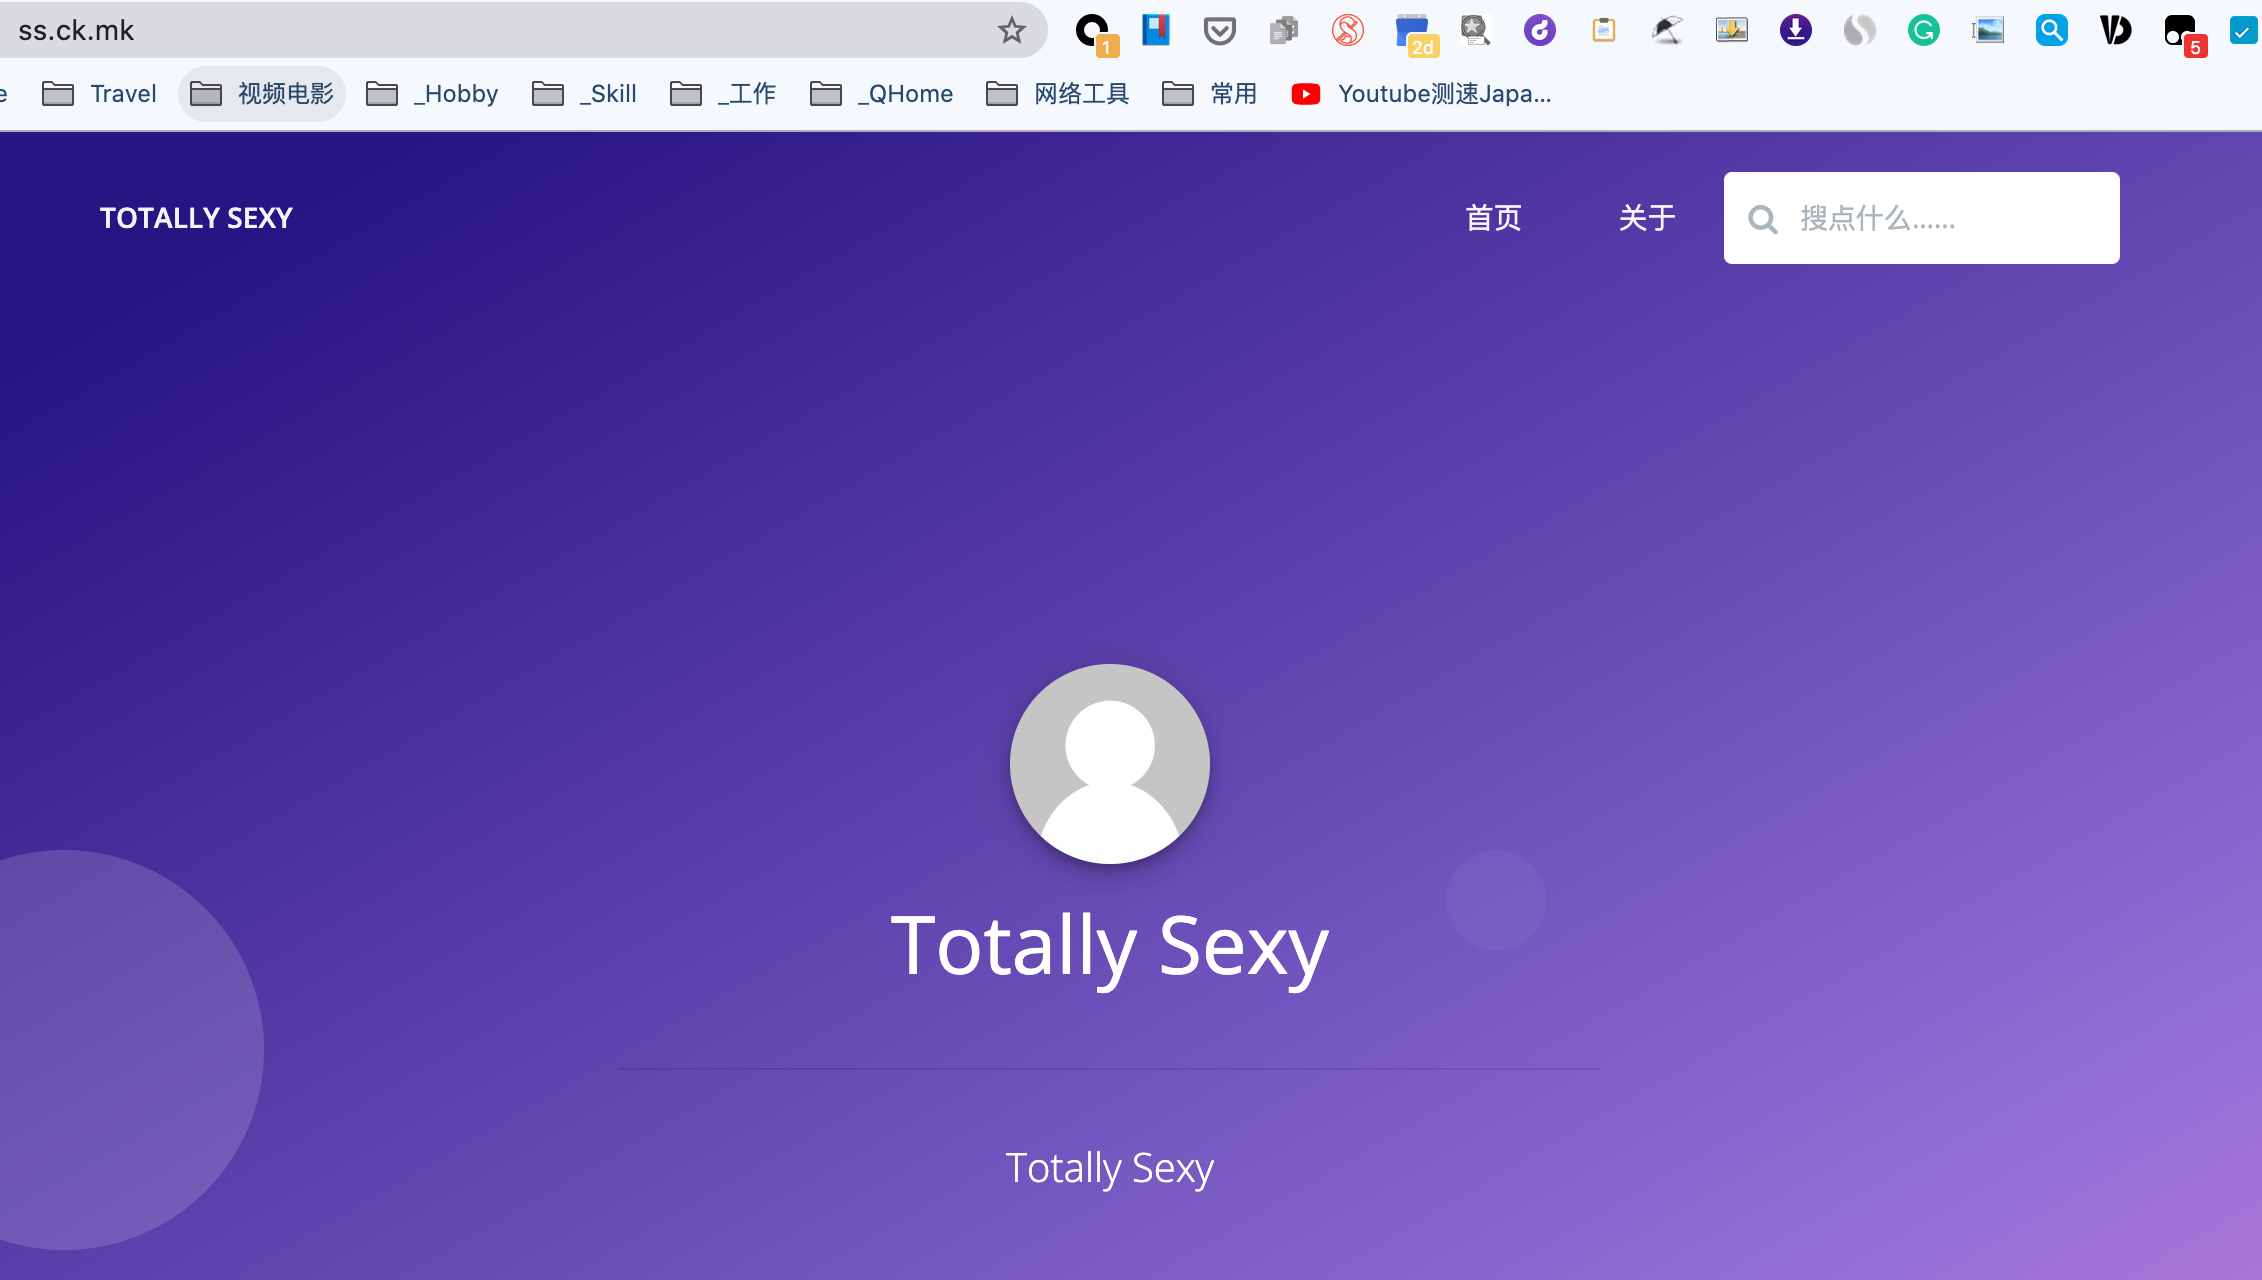 ss.ck.mk
1
2d
5
e Travel 视频电影 _Hobby _Skill _工作 _QHome 网络工具 常用 Youtube测速Japa...
TOTALLY SEXY 首页 关于 搜点什么......
Totally Sexy
Totally Sexy